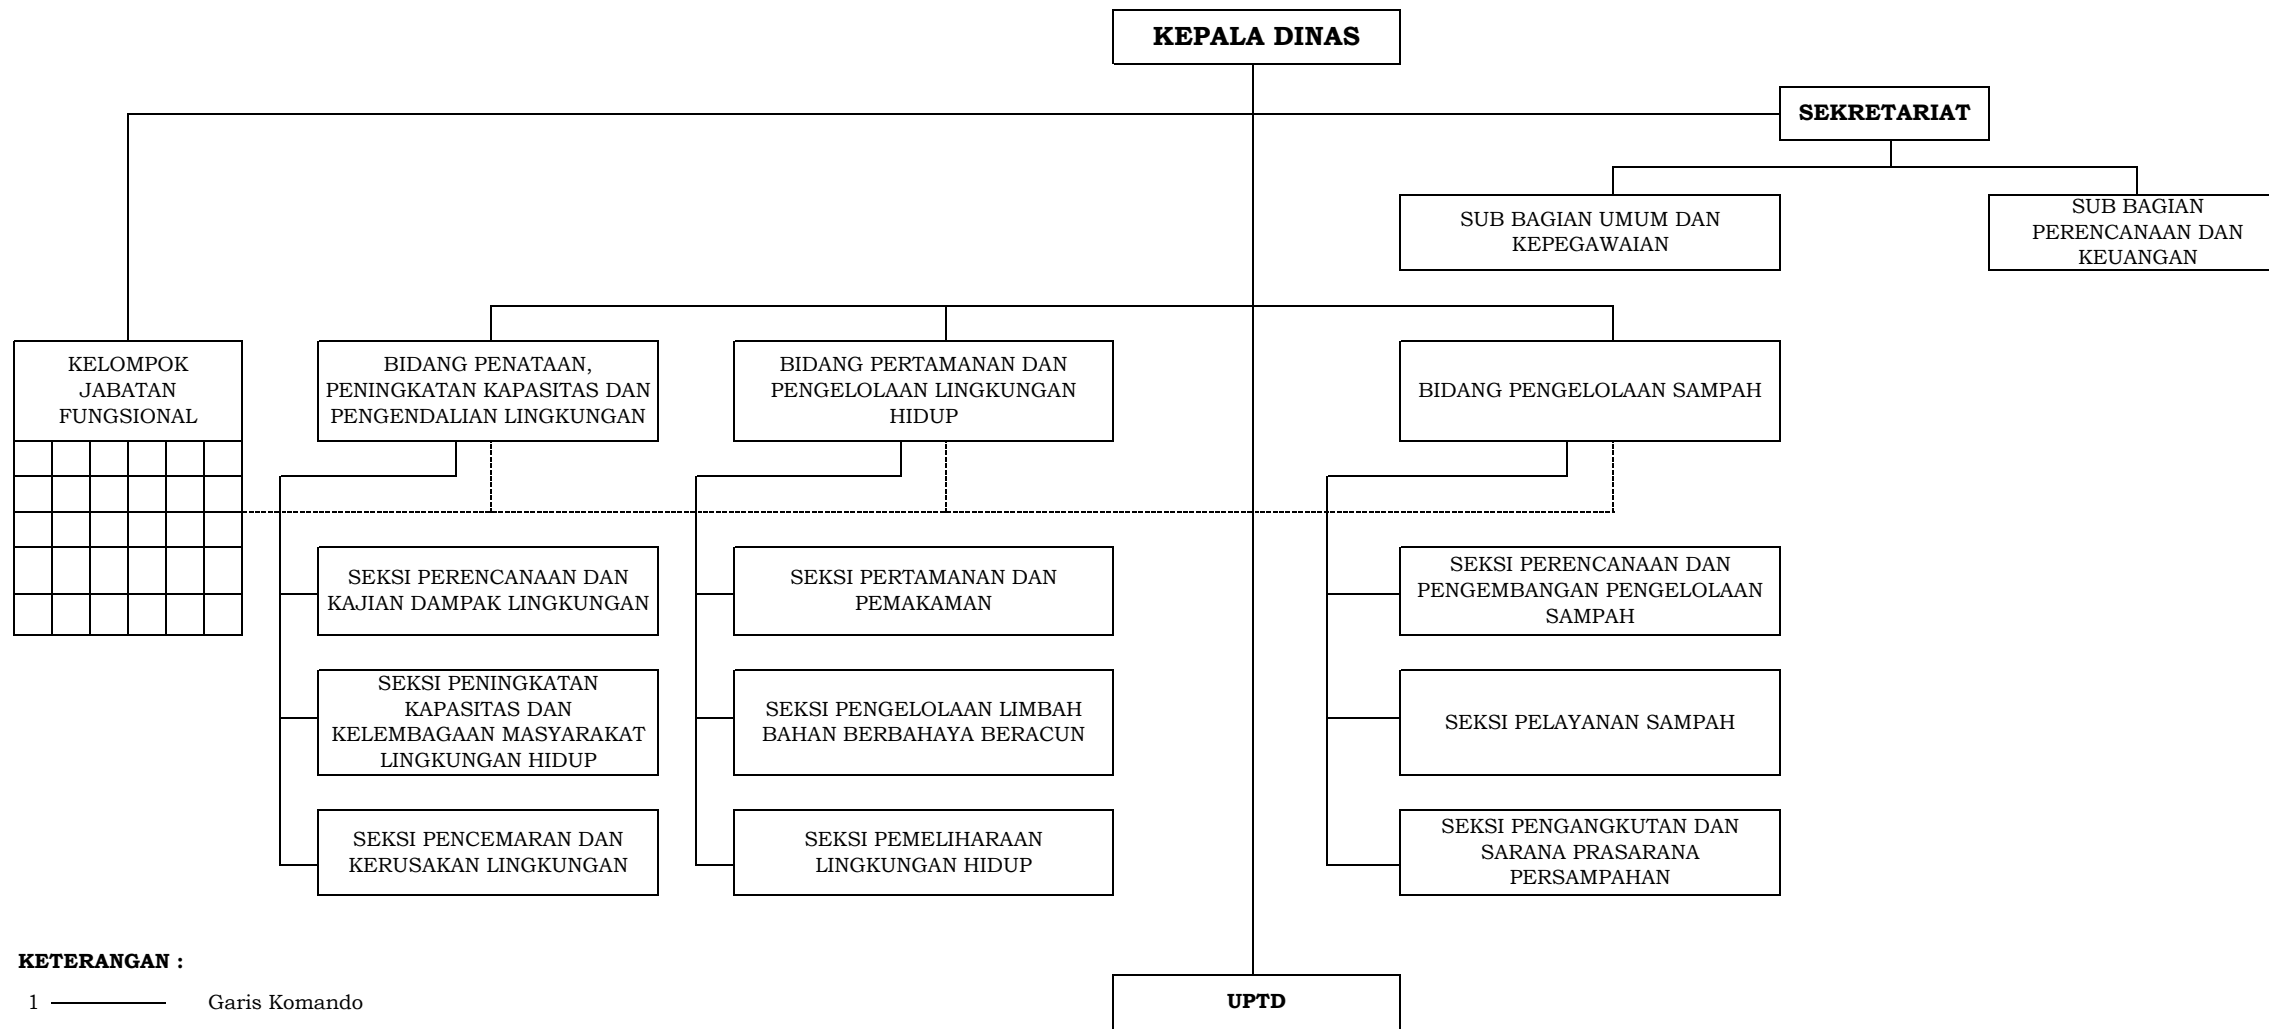 KEPALA DINAS
SEKRETARIAT
SUB BAGIAN UMUM DAN
KEPEGAWAIAN
SUB BAGIAN
PERENCANAAN DAN
KEUANGAN
KELOMPOK
JABATAN
FUNGSIONAL
BIDANG PENATAAN,
PENINGKATAN KAPASITAS DAN
PENGENDALIAN LINGKUNGAN
BIDANG PERTAMANAN DAN
PENGELOLAAN LINGKUNGAN
HIDUP
BIDANG PENGELOLAAN SAMPAH
SEKSI PERENCANAAN DAN
KAJIAN DAMPAK LINGKUNGAN
SEKSI PERTAMANAN DAN
PEMAKAMAN
SEKSI PERENCANAAN DAN
PENGEMBANGAN PENGELOLAAN
SAMPAH
SEKSI PENINGKATAN
KAPASITAS DAN
KELEMBAGAAN MASYARAKAT
LINGKUNGAN HIDUP
SEKSI PENGELOLAAN LIMBAH
BAHAN BERBAHAYA BERACUN
SEKSI PELAYANAN SAMPAH
SEKSI PENCEMARAN DAN
KERUSAKAN LINGKUNGAN
SEKSI PEMELIHARAAN
LINGKUNGAN HIDUP
SEKSI PENGANGKUTAN DAN
SARANA PRASARANA
PERSAMPAHAN
KETERANGAN :
1 Garis Komando
UPTD